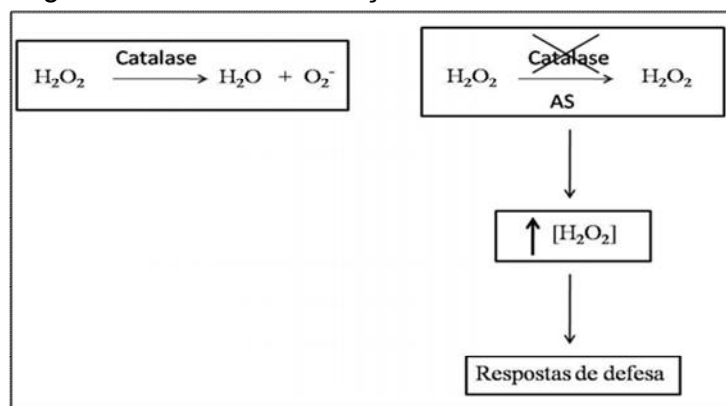 Catalase
H₂O₂ → H₂O + O₂⁻
Catalase
H₂O₂ → H₂O₂
AS
↑ [H₂O₂]
Respostas de defesa